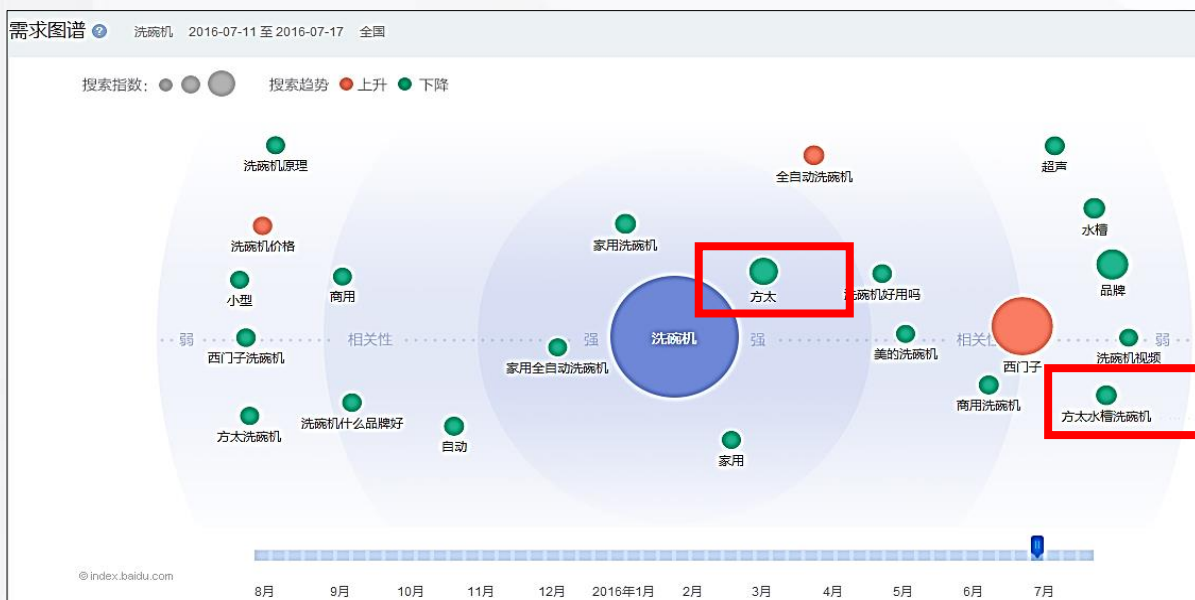 需求图谱 洗碗机 2016-07-11 至 2016-07-17 全国
搜索指数： 搜索趋势 上升 下降
洗碗机原理
全自动洗碗机
超声
洗碗机价格
家用洗碗机
水槽
小型
商用
方太
洗碗机好用吗
品牌
弱 相关性 强 洗碗机 强 相关性 弱
西门子洗碗机
家用全自动洗碗机
美的洗碗机
西门子
洗碗机视频
方太洗碗机
洗碗机什么品牌好
自动
家用
商用洗碗机
方太水槽洗碗机
©index.baidu.com
8月 9月 10月 11月 12月 2016年1月 2月 3月 4月 5月 6月 7月